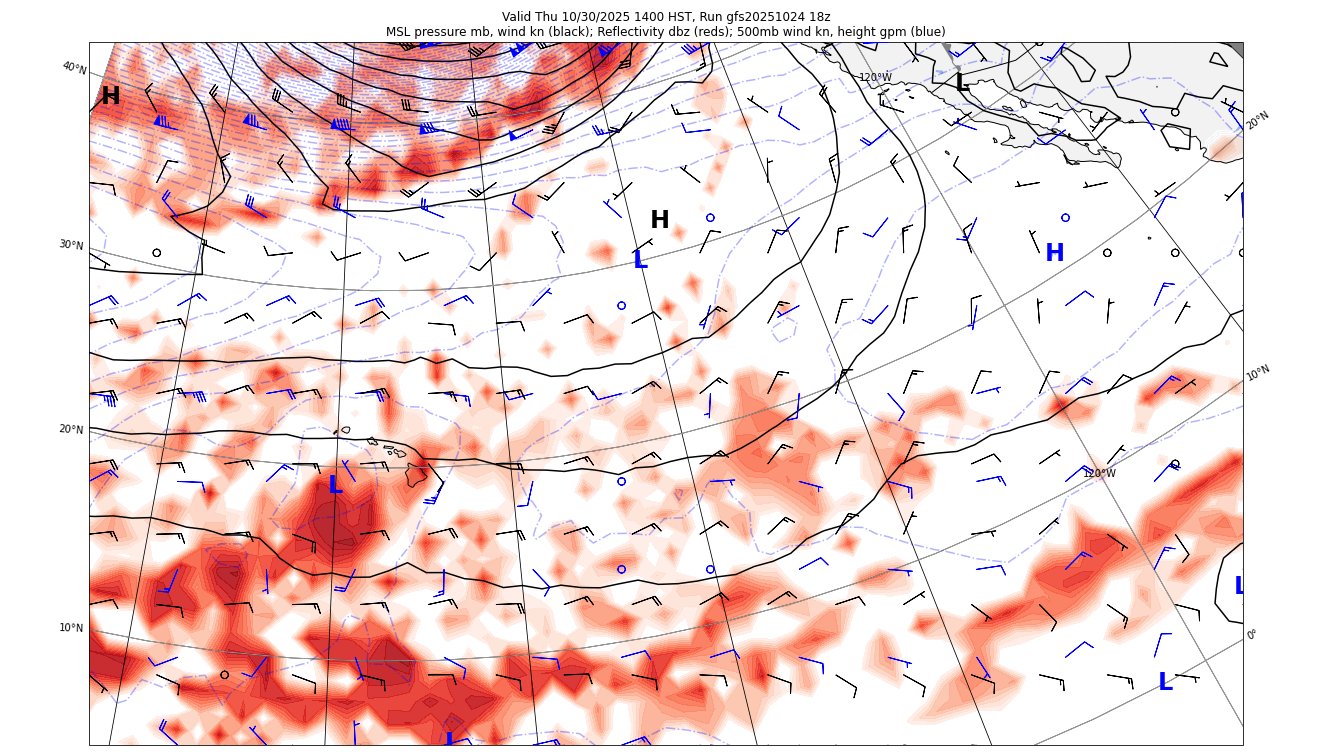 Valid Thu 10/30/2025 1400 HST, Run gfs20251024 18z
MSL pressure mb, wind kn (black); Reflectivity dbz (reds); 500mb wind kn, height gpm (blue)
40°N
120°W
L
H
20°N
H
30°N
L
H
10°N
20°N
L
120°W
L
10°N
0°
L
L